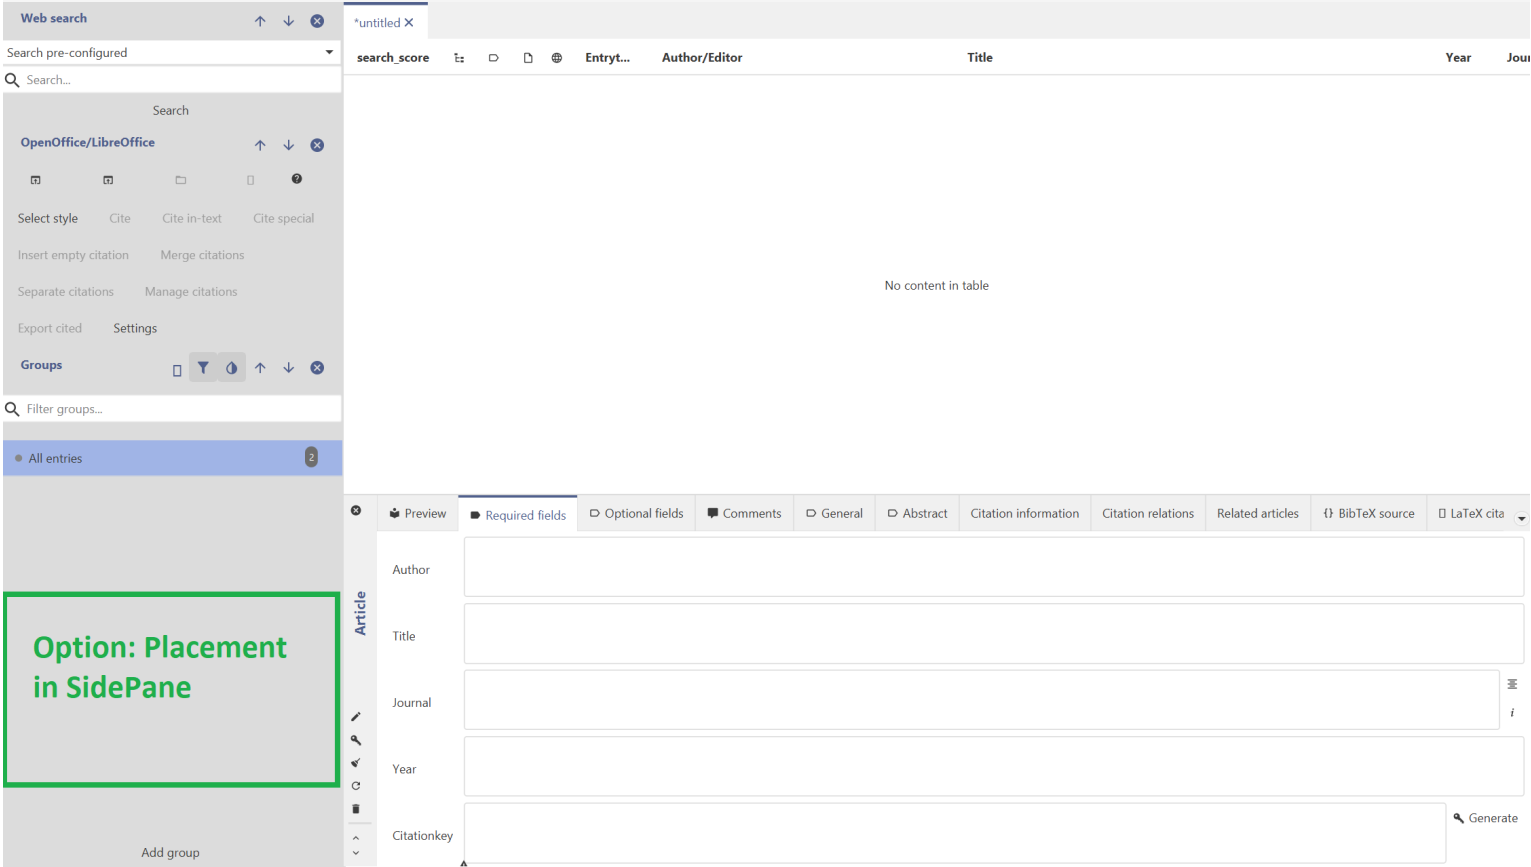 Web search
Search pre-configured
Search...
Search
OpenOffice/LibreOffice
Select style Cite Cite in-text Cite special
Insert empty citation Merge citations
Separate citations Manage citations
Export cited Settings
Groups
Filter groups...
All entries 2
Option: Placement
in SidePane
Add group
*untitled
search_score Entryt... Author/Editor Title Year Jour
No content in table
Preview Required fields Optional fields Comments General Abstract Citation information Citation relations Related articles {} BibTeX source LaTeX cita
Article
Author
Title
Journal
i
Year
Citationkey
Generate